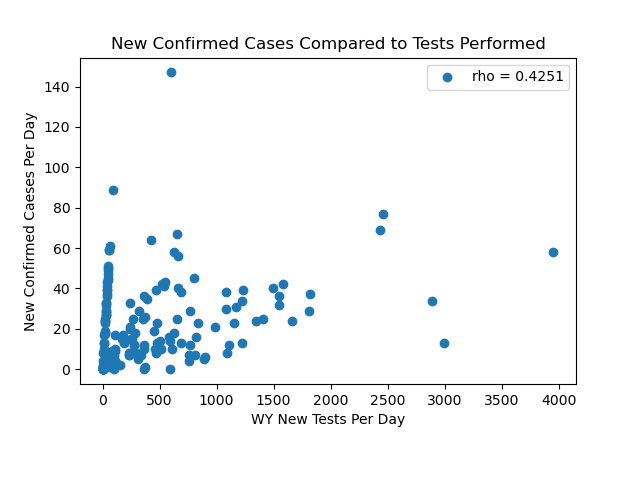 New Confirmed Cases Compared to Tests Performed
rho = 0.4251
New Confirmed Caeses Per Day
140
120
100
80
60
40
20
0
0 500 1000 1500 2000 2500 3000 3500 4000
WY New Tests Per Day